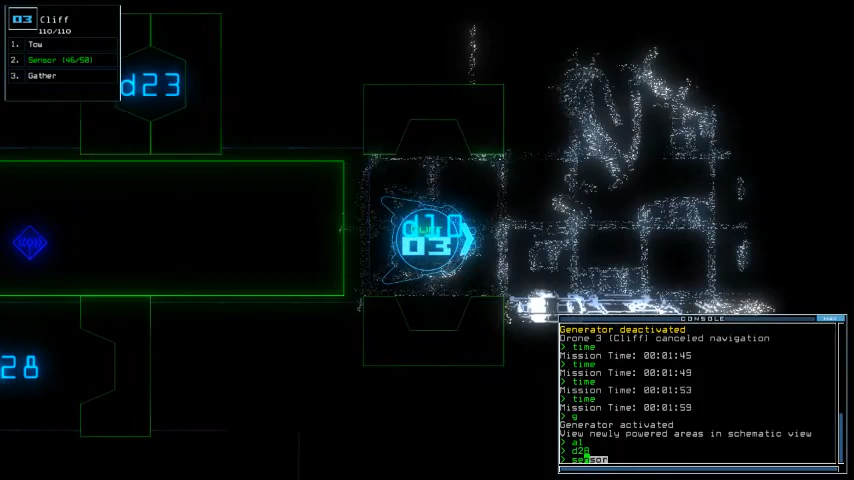 03 Cliff
110/110
1. Tow
2. Sensor (46/50)
3. Gather
d23
03
28
CONSOLE
Generator deactivated
Drone 3 (Cliff) canceled navigation
> time
Mission Time: 00:01:45
> time
Mission Time: 00:01:49
> time
Mission Time: 00:01:53
> time
Mission Time: 00:01:59
> g
Generator activated
View newly powered areas in schematic view
> a1
> d28
> sensor